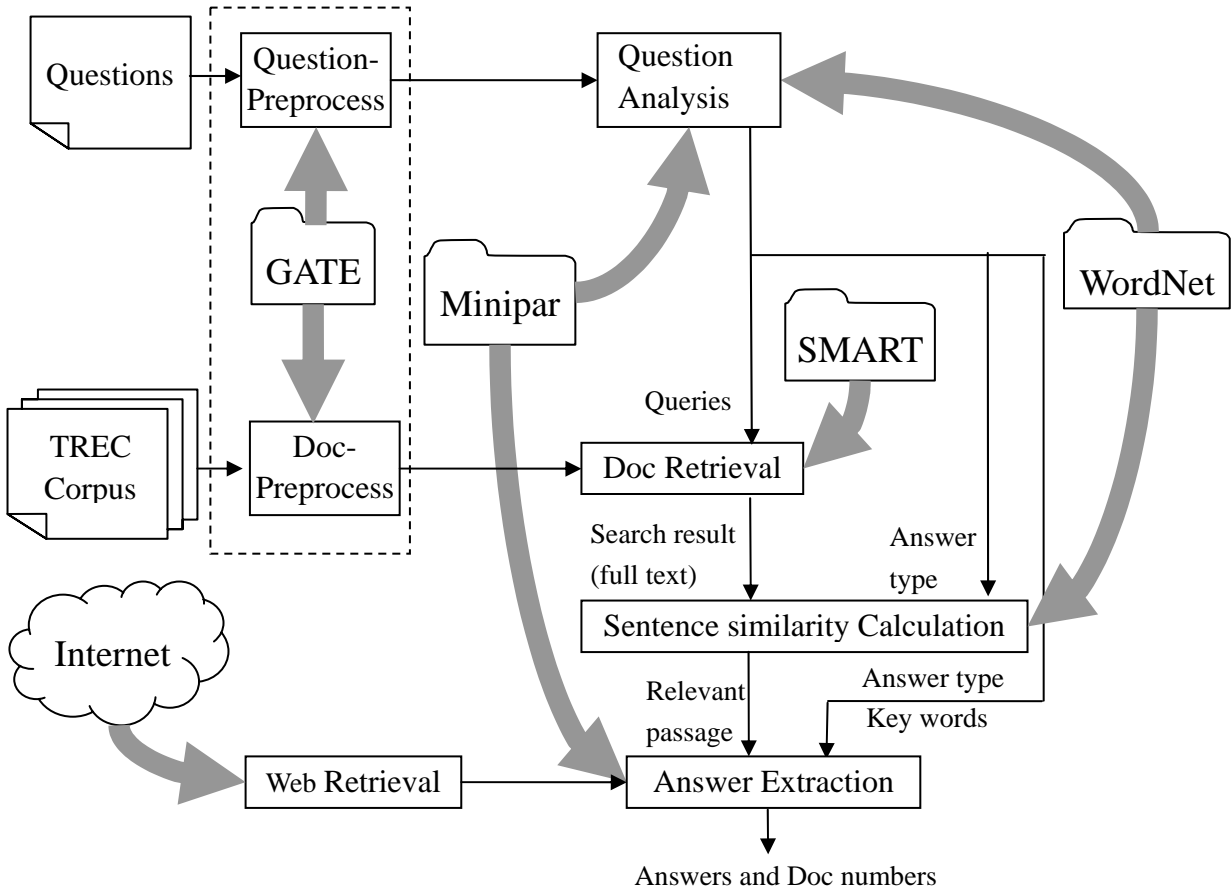 Questions
Question-
Preprocess
Question
Analysis
GATE
Minipar
WordNet
SMART
Queries
TREC
Corpus
Doc-
Preprocess
Doc Retrieval
Search result
(full text)
Answer
type
Sentence similarity Calculation
Internet
Relevant
passage
Answer type
Key words
Web Retrieval
Answer Extraction
Answers and Doc numbers